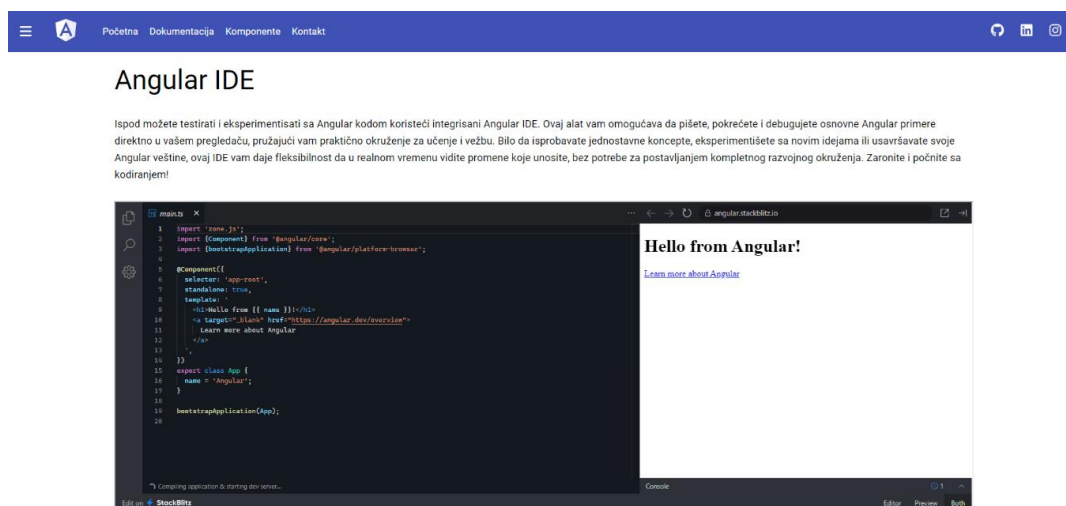 A
Početna Dokumentacija Komponente Kontakt
Angular IDE
Ispod možete testirati i eksperimentisati sa Angular kodom koristeći integrisani Angular IDE. Ovaj alat vam omogućava da pišete, pokrećete i debugujete osnovne Angular primere
direktno u vašem pregledaču, pružajući vam praktično okruženje za učenje i vežbu. Bilo da isprobavate jednostavne koncepte, eksperimentišete sa novim idejama ili usavršavate svoje
Angular veštine, ovaj IDE vam daje fleksibilnost da u realnom vremenu vidite promene koje unosite, bez potrebe za postavljanjem kompletnog razvojnog okruženja. Zaronite i počnite sa
kodiranjem!
main.ts
1 import 'zone.js';
2 import {Component} from '@angular/core';
3 import {bootstrapApplication} from '@angular/platform-browser';
4
5 @Component({
6 selector: 'app-root',
7 standalone: true,
8 template: `
9 <h1>Hello from {{ name }}!</h1>
10 <a target="_blank" href="https://angular.dev/overview">
11 Learn more about Angular
12 </a>
13 `,
14 })
15 export class App {
16 name = 'Angular';
17 }
18
19 bootstrapApplication(App);
20
Compiling application & starting dev server...
Edit on StackBlitz
angular.stackblitz.io
Hello from Angular!
Learn more about Angular
Console
1
Editor Preview Both